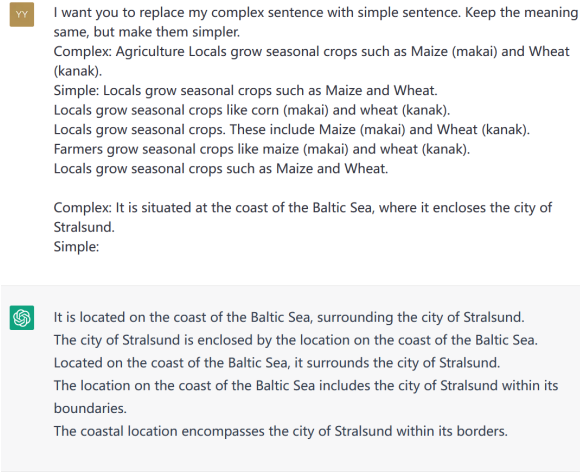 YY
I want you to replace my complex sentence with simple sentence. Keep the meaning
same, but make them simpler.
Complex: Agriculture Locals grow seasonal crops such as Maize (makai) and Wheat
(kanak).
Simple: Locals grow seasonal crops such as Maize and Wheat.
Locals grow seasonal crops like corn (makai) and wheat (kanak).
Locals grow seasonal crops. These include Maize (makai) and Wheat (kanak).
Farmers grow seasonal crops like maize (makai) and wheat (kanak).
Locals grow seasonal crops such as Maize and Wheat.
Complex: It is situated at the coast of the Baltic Sea, where it encloses the city of
Stralsund.
Simple:
It is located on the coast of the Baltic Sea, surrounding the city of Stralsund.
The city of Stralsund is enclosed by the location on the coast of the Baltic Sea.
Located on the coast of the Baltic Sea, it surrounds the city of Stralsund.
The location on the coast of the Baltic Sea includes the city of Stralsund within its
boundaries.
The coastal location encompasses the city of Stralsund within its borders.